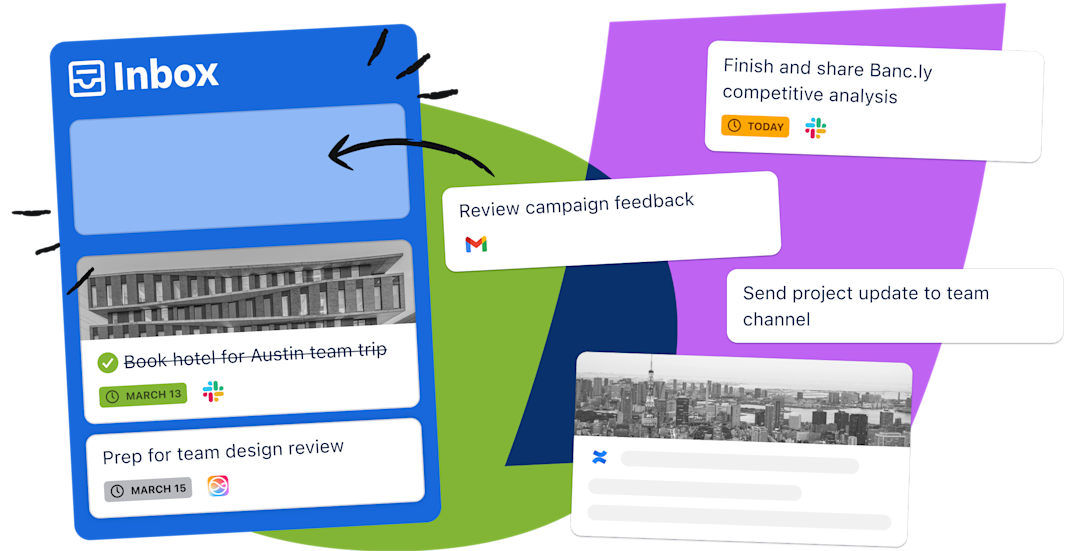 Inbox
Book hotel for Austin team trip
MARCH 13
Prep for team design review
MARCH 15
Review campaign feedback
Finish and share Banc.ly
competitive analysis
TODAY
Send project update to team
channel